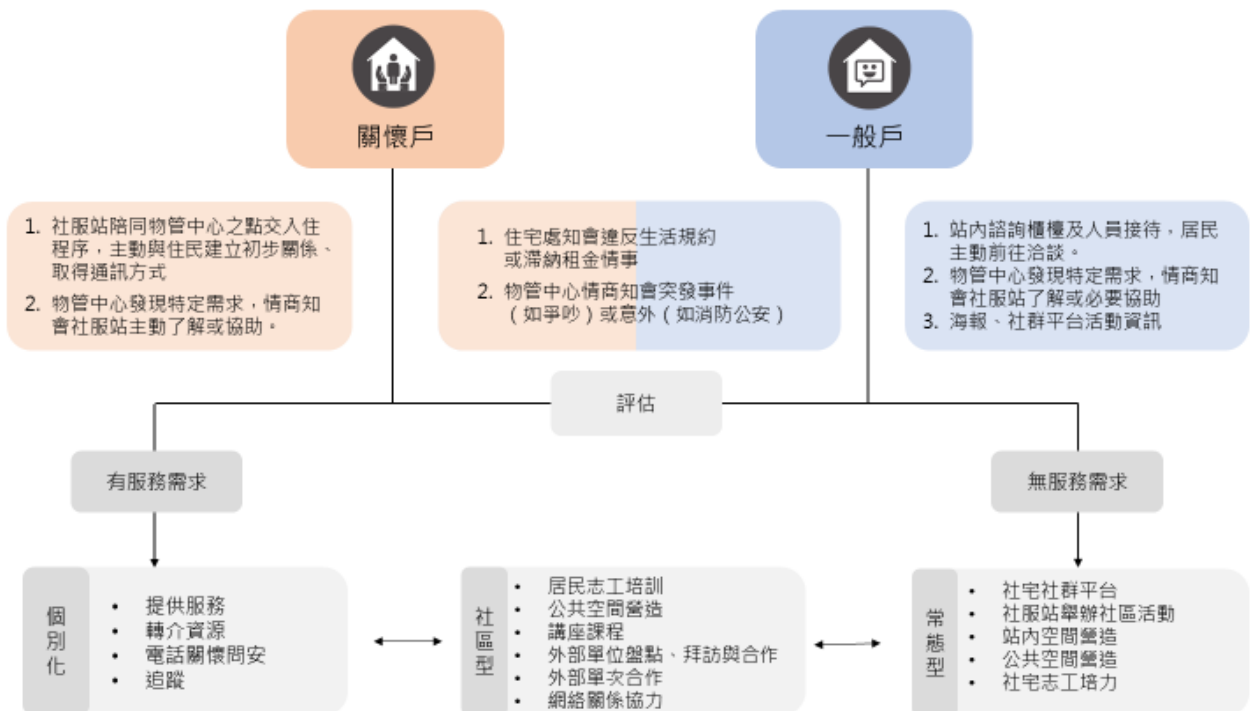 關懷戶
一般戶
1. 社服站陪同物管中心之點交入住
程序，主動與住民建立初步關係、
取得通訊方式
2. 物管中心發現特定需求，情商知
會社服站主動了解或協助。
1. 住宅處知會違反生活規約
或滯納租金情事
2. 物管中心情商知會突發事件
（如爭吵）或意外（如消防公安）
1. 站內諮詢櫃檯及人員接待，居民
主動前往洽談。
2. 物管中心發現特定需求，情商知
會社服站了解或必要協助
3. 海報、社群平台活動資訊
評估
有服務需求
無服務需求
個別化
• 提供服務
• 轉介資源
• 電話關懷問安
• 追蹤
社區型
• 居民志工培訓
• 公共空間營造
• 講座課程
• 外部單位盤點、拜訪與合作
• 外部單次合作
• 網絡關係協力
常態型
• 社宅社群平台
• 社服站舉辦社區活動
• 站內空間營造
• 公共空間營造
• 社宅志工培力